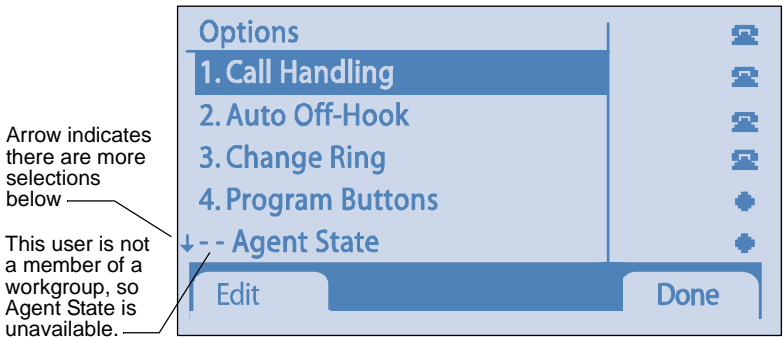 Options
1. Call Handling
2. Auto Off-Hook
3. Change Ring
4. Program Buttons
- - Agent State
Edit
Done
Arrow indicates
there are more
selections
below
This user is not
a member of a
workgroup, so
Agent State is
unavailable.